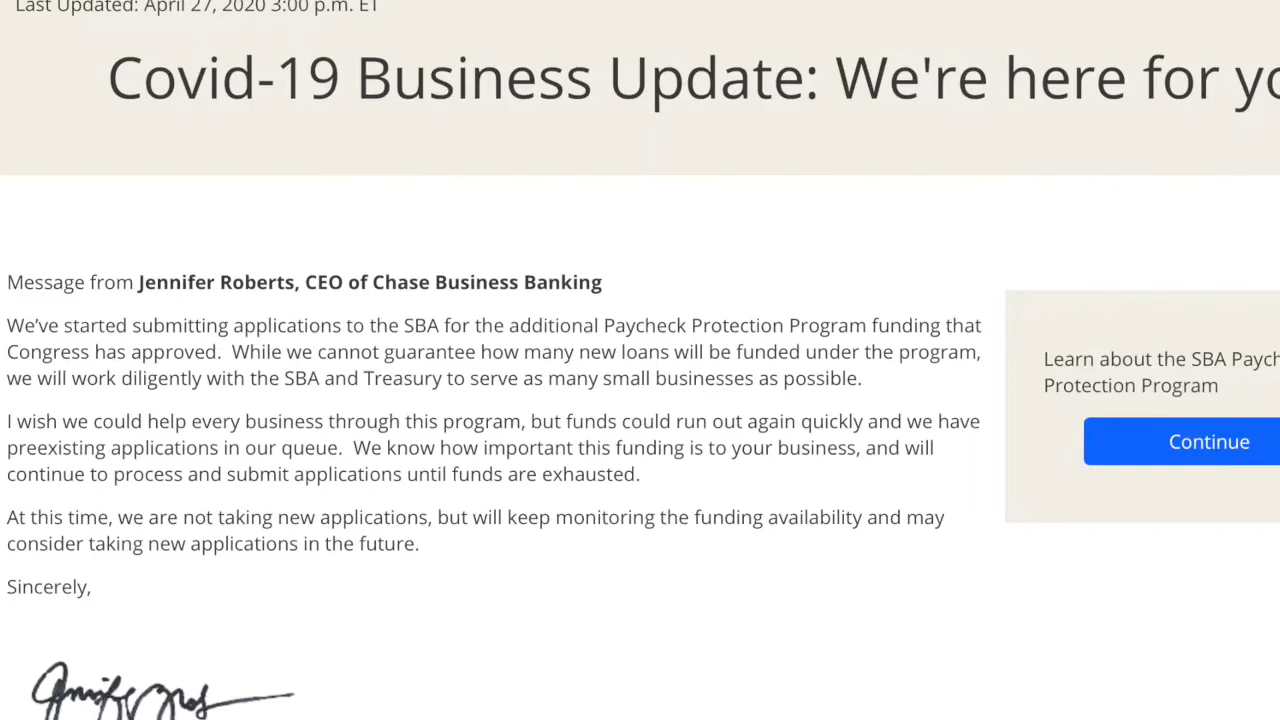 Last Updated: April 27, 2020 3:00 p.m. ET
Covid-19 Business Update: We're here for yo
Message from Jennifer Roberts, CEO of Chase Business Banking
We’ve started submitting applications to the SBA for the additional Paycheck Protection Program funding that
Congress has approved.  While we cannot guarantee how many new loans will be funded under the program,
we will work diligently with the SBA and Treasury to serve as many small businesses as possible.
I wish we could help every business through this program, but funds could run out again quickly and we have
preexisting applications in our queue.  We know how important this funding is to your business, and will
continue to process and submit applications until funds are exhausted.
At this time, we are not taking new applications, but will keep monitoring the funding availability and may
consider taking new applications in the future.
Sincerely,
Learn about the SBA Paych
Protection Program
Continue